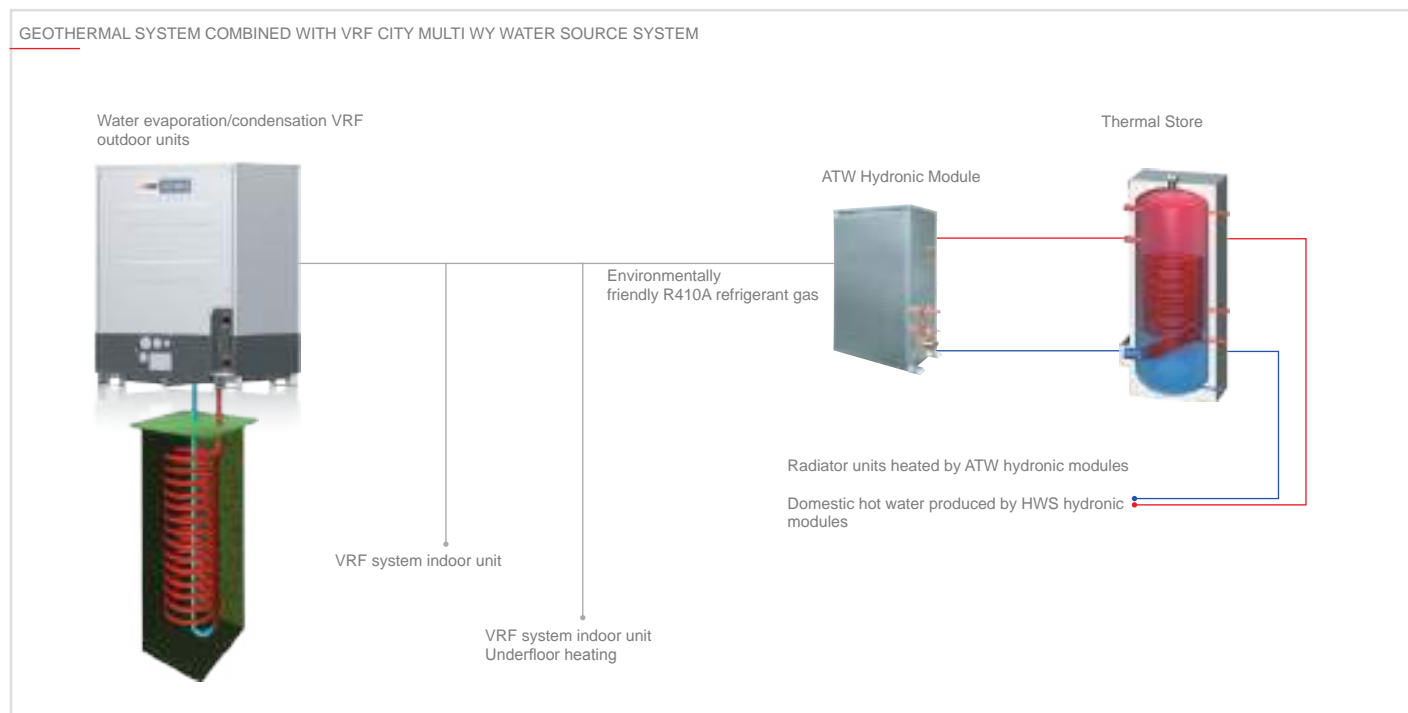 GEOTHERMAL SYSTEM COMBINED WITH VRF CITY MULTI WY WATER SOURCE SYSTEM
Water evaporation/condensation VRF
outdoor units
Thermal Store
ATW Hydronic Module
Environmentally
friendly R410A refrigerant gas
Radiator units heated by ATW hydronic modules
Domestic hot water produced by HWS hydronic
modules
VRF system indoor unit
VRF system indoor unit
Underfloor heating